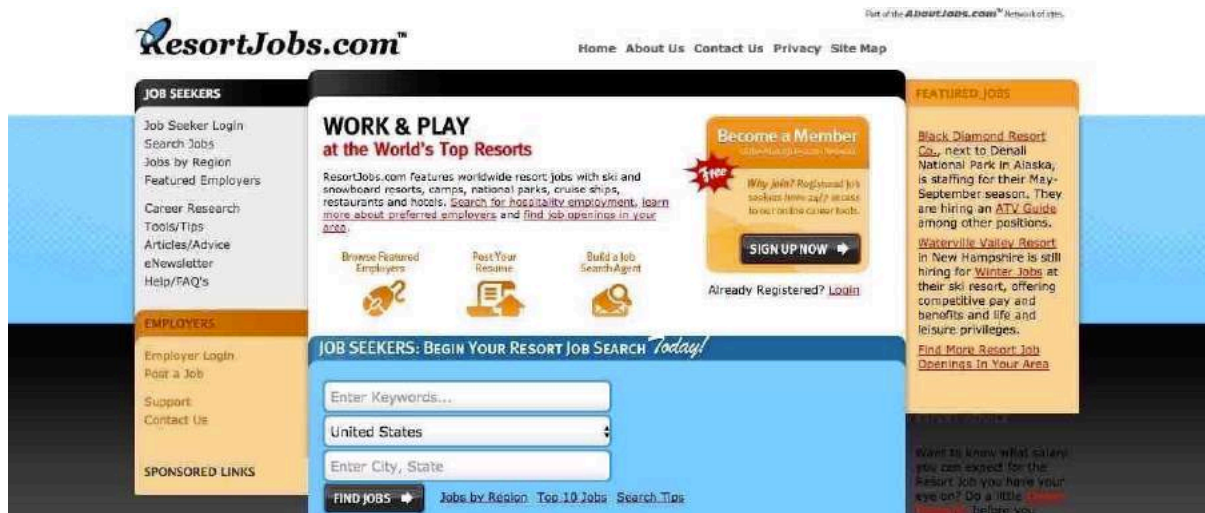 Part of the AboutJobs.com™ Network of sites.
ResortJobs.com™
Home About Us Contact Us Privacy Site Map
JOB SEEKERS
Job Seeker Login
Search Jobs
Jobs by Region
Featured Employers
Career Research
Tools/Tips
Articles/Advice
eNewsletter
Help/FAQ's
EMPLOYERS
Employer Login
Post a Job
Support
Contact Us
SPONSORED LINKS
WORK & PLAY
at the World's Top Resorts
ResortJobs.com features worldwide resort jobs with ski and
snowboard resorts, camps, national parks, cruise ships,
restaurants and hotels. Search for hospitality employment, learn
more about preferred employers and find job openings in your
area.
Browse Featured
Employers
Post Your
Resume
Build a Job
Search Agent
Become a Member
Free
Why join? Registered job
seekers have 24/7 access
to our online career tools.
SIGN UP NOW
Already Registered? Login
JOB SEEKERS: BEGIN YOUR RESORT JOB SEARCH Today!
Enter Keywords...
United States
Enter City, State
FIND JOBS
Jobs by Region Top 10 Jobs Search Tips
FEATURED JOBS
Black Diamond Resort
Co., next to Denali
National Park in Alaska,
is staffing for their May-
September season. They
are hiring an ATV Guide
among other positions.
Waterville Valley Resort
in New Hampshire is still
hiring for Winter Jobs at
their ski resort, offering
competitive pay and
benefits and life and
leisure privileges.
Find More Resort Job
Openings In Your Area
Want to know what salary
you can expect for the
Resort Job you have your
eye on? Do a little
before you